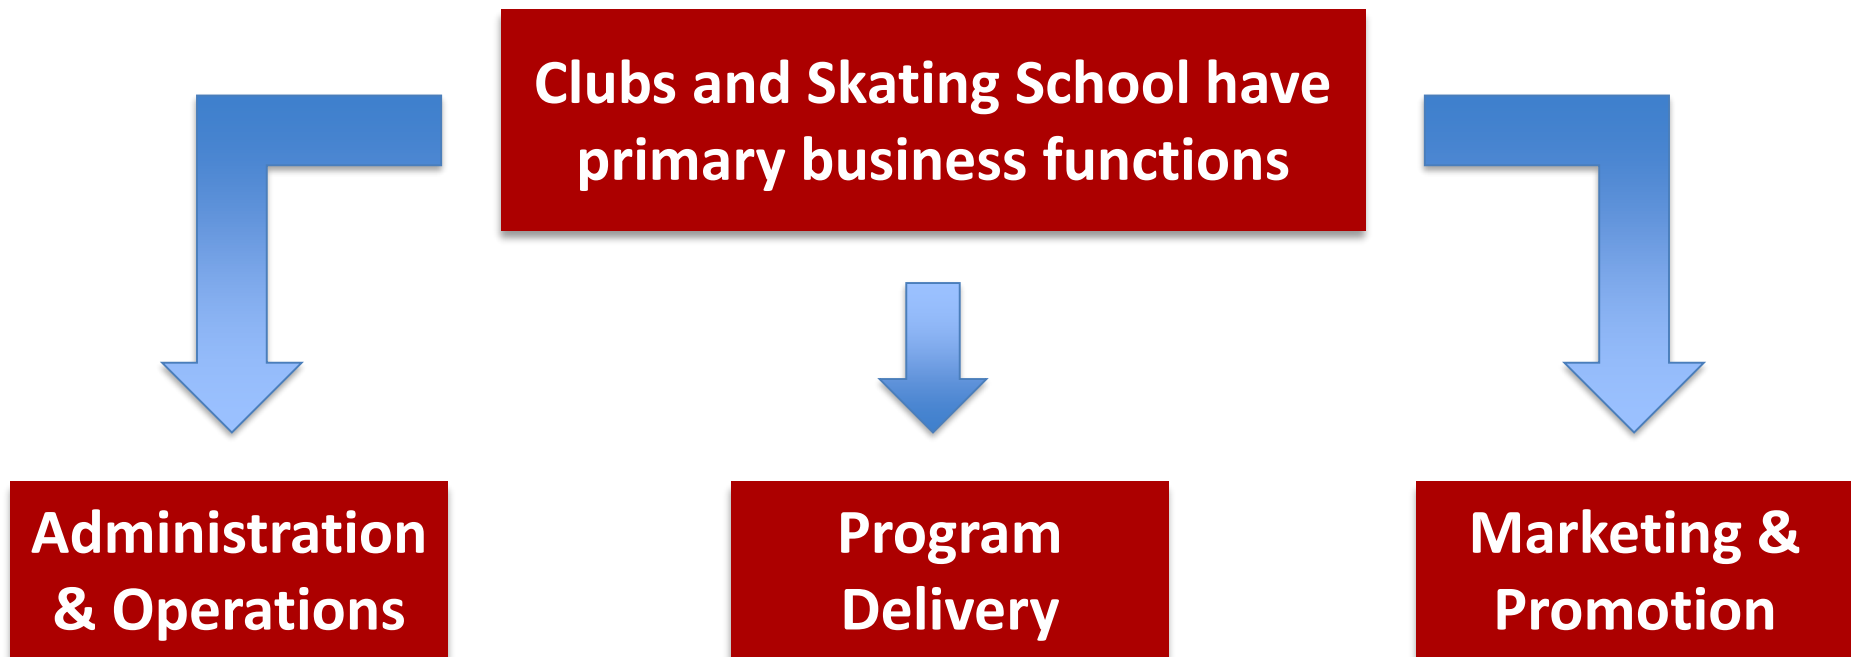 Clubs and Skating School have
primary business functions
Administration
& Operations
Program
Delivery
Marketing &
Promotion